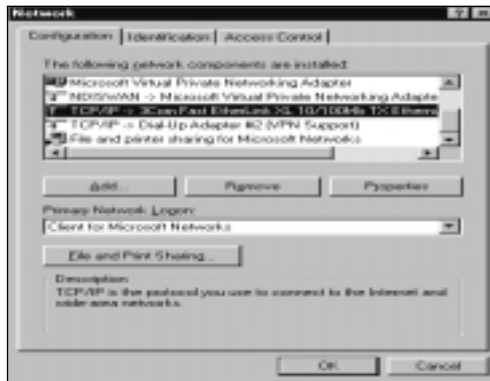 Network
Configuration Identification Access Control
The following network components are installed:
Microsoft Virtual Private Networking Adapter
NDISWAN -> Microsoft Virtual Private Networking Adapte
TCP/IP -> 3Com Fast EtherLink XL 10/100Mb TX Ethern
TCP/IP -> Dial-Up Adapter #2 (VPN Support)
File and printer sharing for Microsoft Networks
Add... Remove Properties
Primary Network Logon:
Client for Microsoft Networks
File and Print Sharing...
Description
TCP/IP is the protocol you use to connect to the Internet and
wide-area networks.
OK Cancel